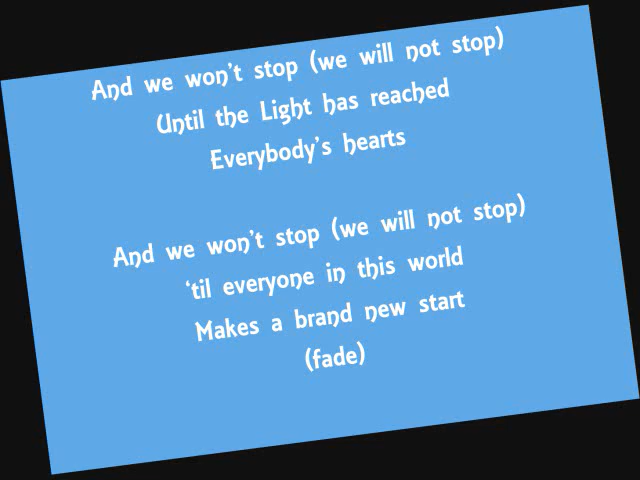 And we won't stop (we will not stop)
Until the Light has reached
Everybody's hearts
And we won't stop (we will not stop)
'til everyone in this world
Makes a brand new start
(fade)